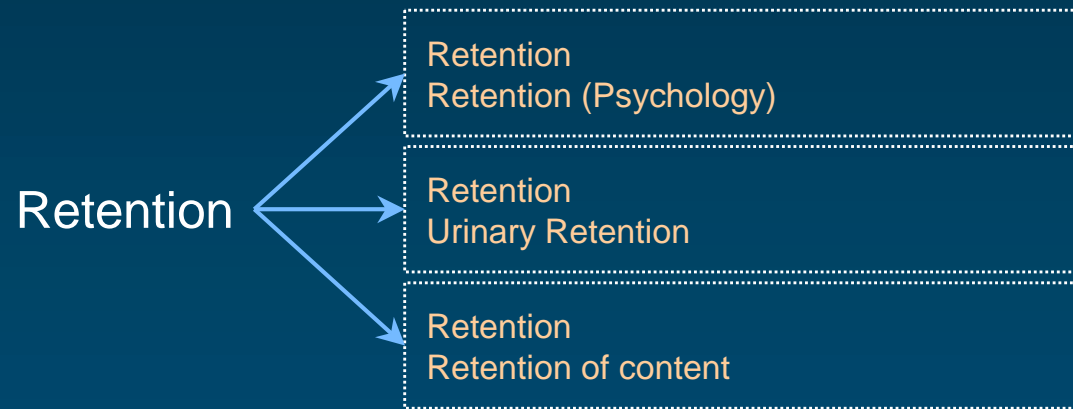 Retention
Retention (Psychology)
Retention
Retention
Urinary Retention
Retention
Retention of content